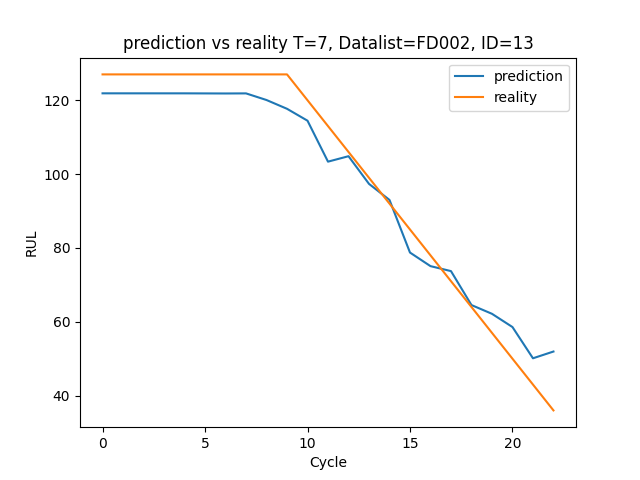 prediction vs reality T=7, Datalist=FD002, ID=13
prediction
reality
RUL
120
100
80
60
40
0 5 10 15 20
Cycle